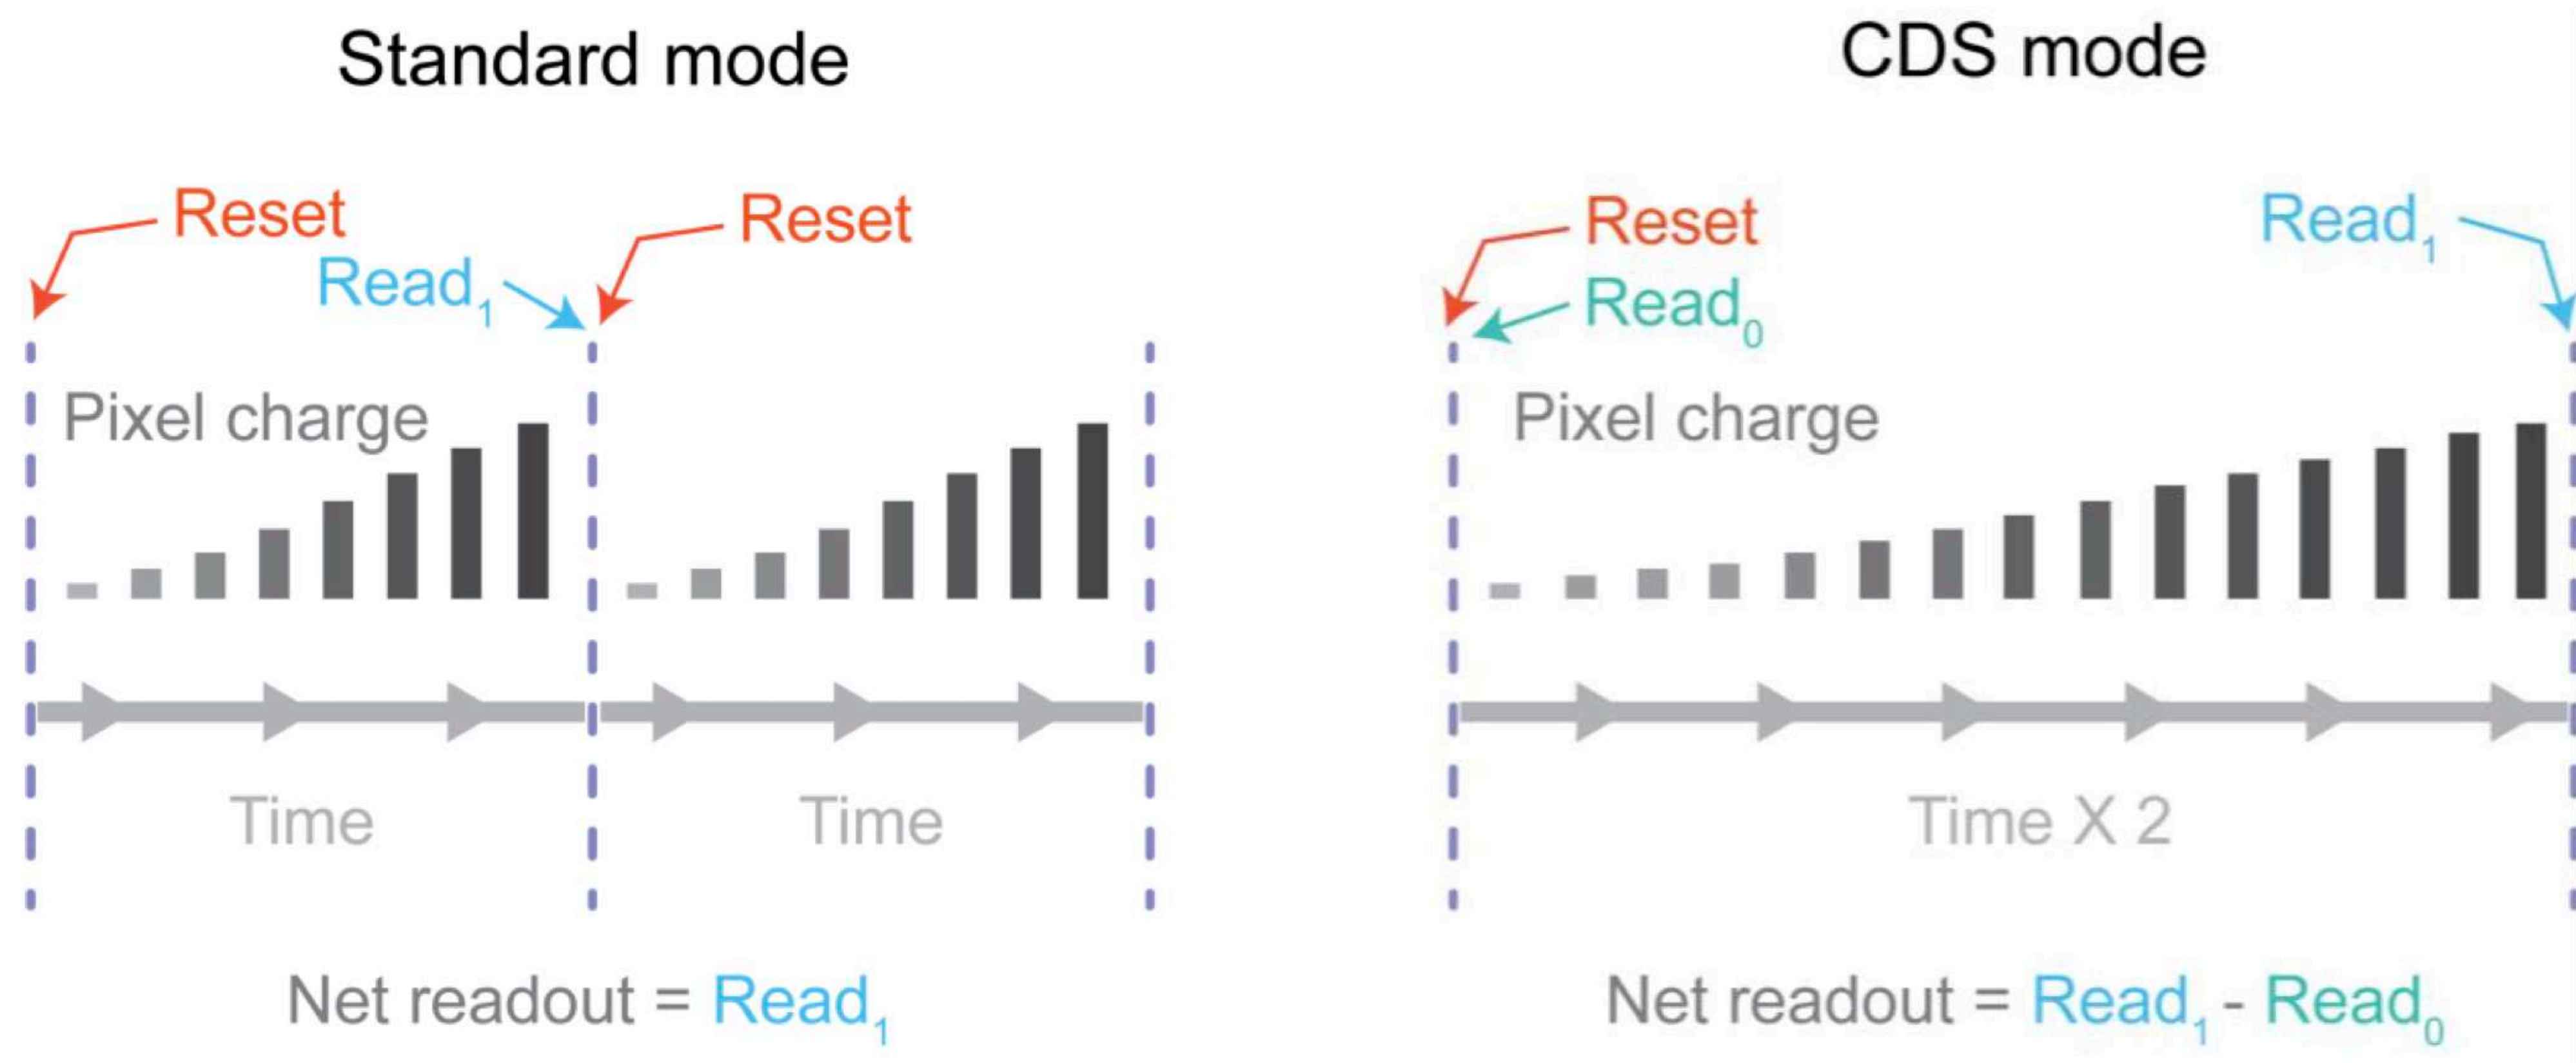 Standard mode
Reset
Reset
Read₁
Pixel charge
Time
Time
Net readout = Read₁
CDS mode
Reset
Read₀
Read₁
Pixel charge
Time X 2
Net readout = Read₁ - Read₀